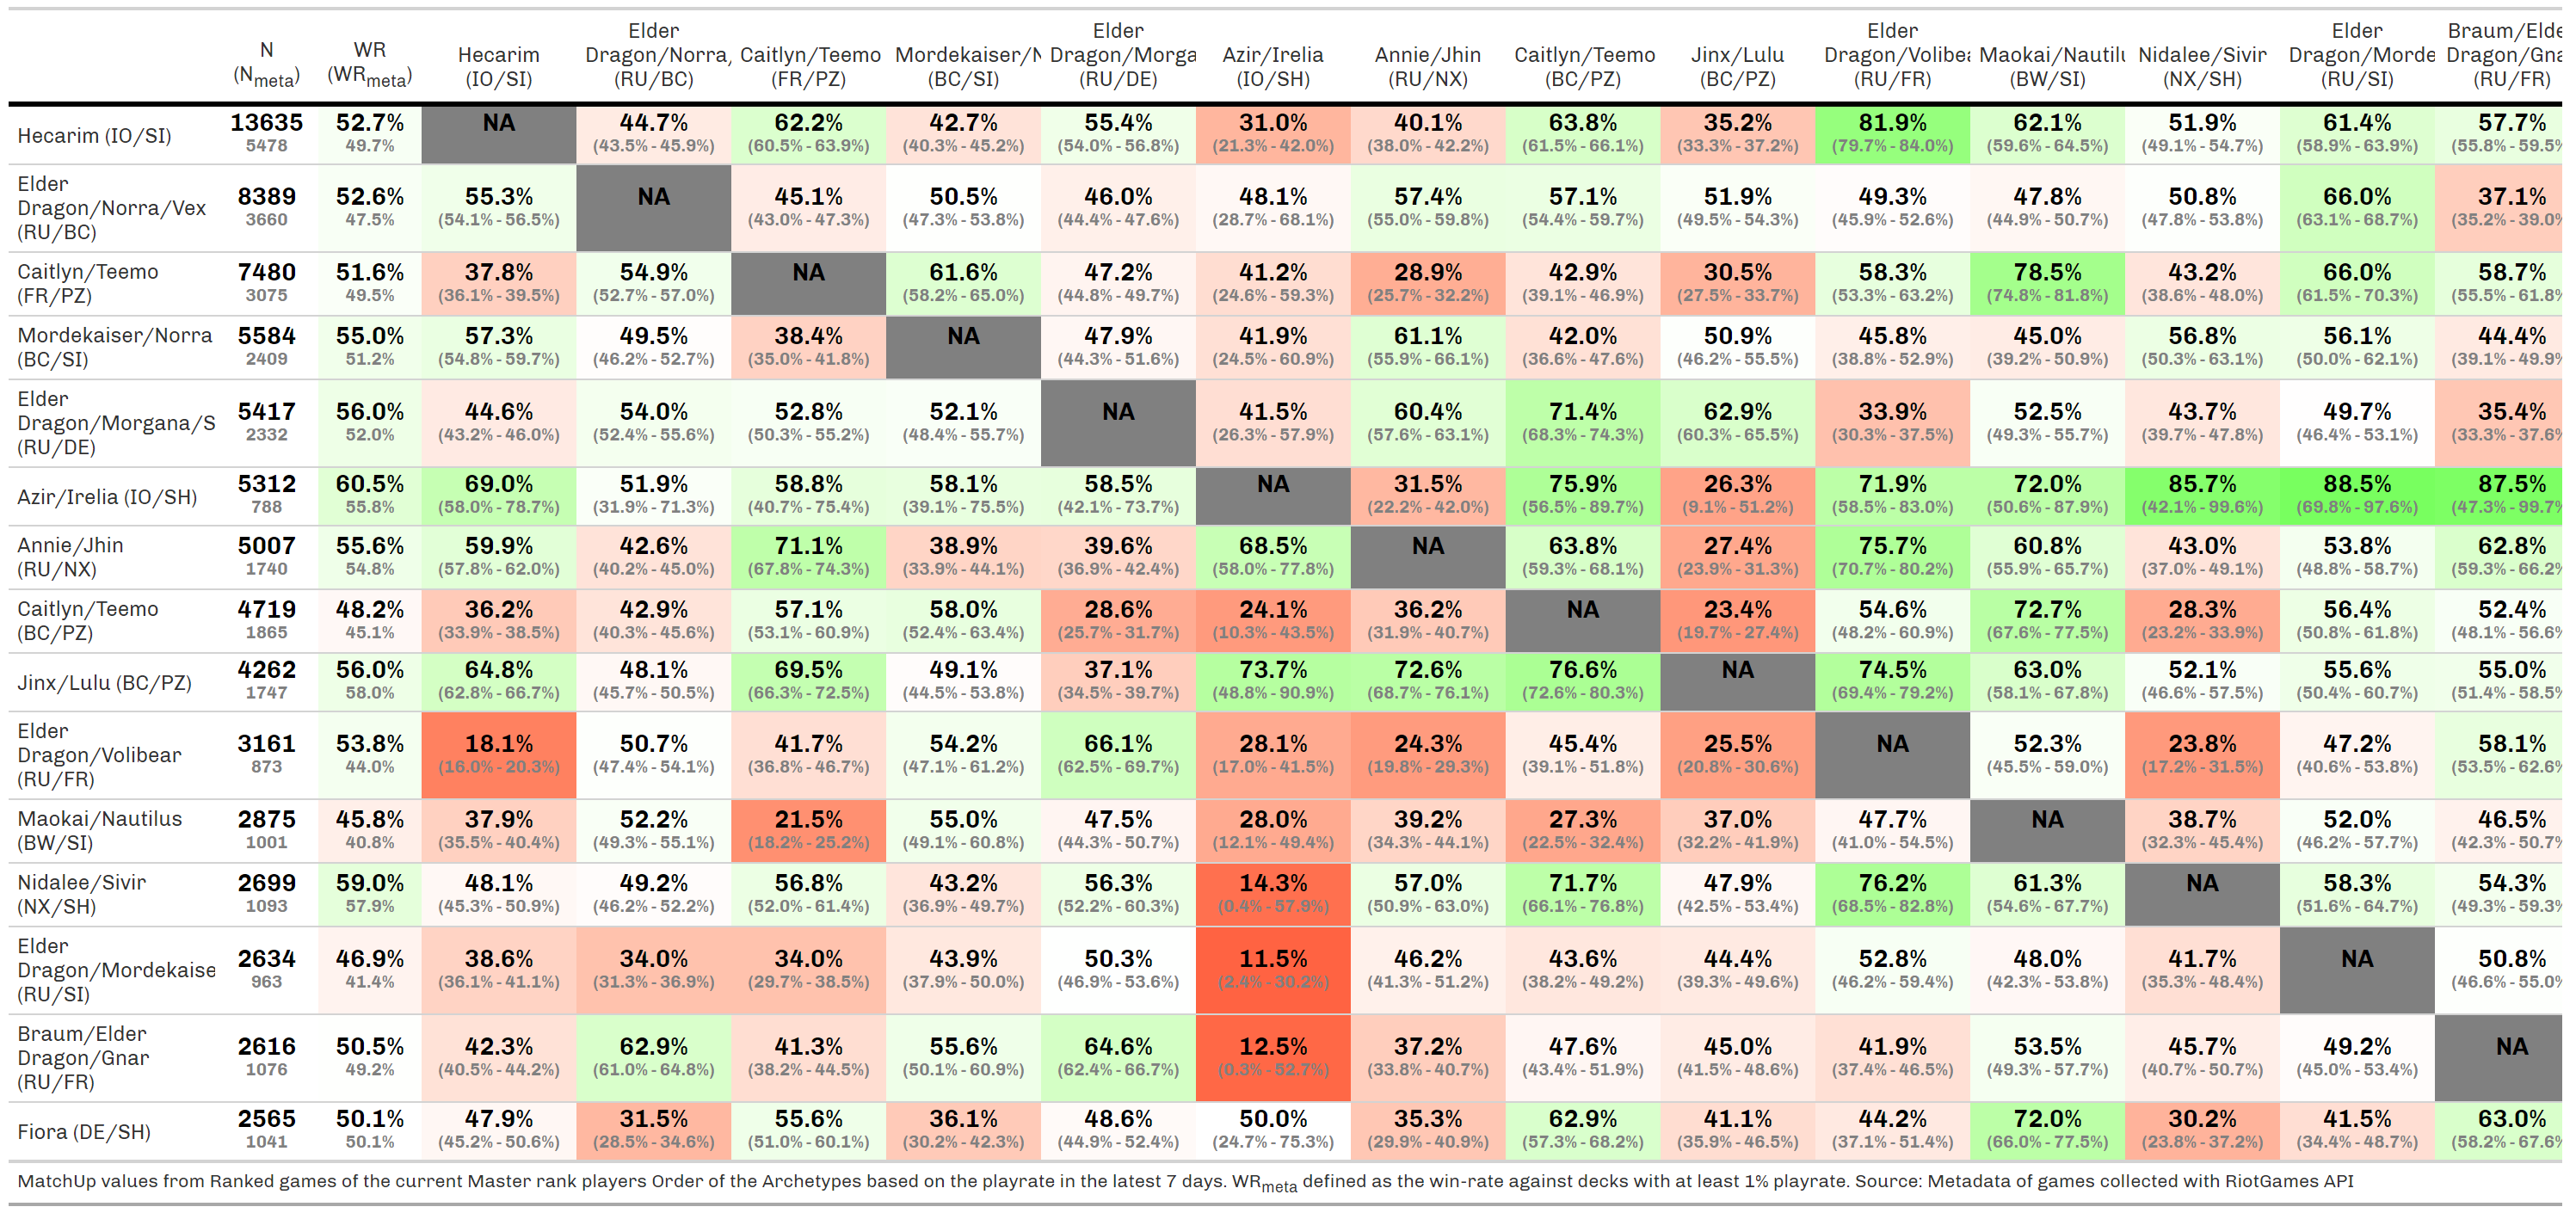 N (Nmeta) WR (WRmeta) Hecarim (IO/SI) Elder Dragon/Norra, (RU/BC) Caitlyn/Teemo (FR/PZ) Mordekaiser/N (BC/SI) Elder Dragon/Morga (RU/DE) Azir/Irelia (IO/SH) Annie/Jhin (RU/NX) Caitlyn/Teemo (BC/PZ) Jinx/Lulu (BC/PZ) Elder Dragon/Volibea (RU/FR) Maokai/Nautilu (BW/SI) Nidalee/Sivir (NX/SH) Elder Dragon/Morde (RU/SI) Braum/Elde Dragon/Gna (RU/FR)
Hecarim (IO/SI) 13635 52.7% NA 44.7% 62.2% 42.7% 55.4% 31.0% 40.1% 63.8% 35.2% 81.9% 62.1% 51.9% 61.4% 57.7%
5478 49.7% (43.5% - 45.9%) (60.5% - 63.9%) (40.3% - 45.2%) (54.0% - 56.8%) (21.3% - 42.0%) (38.0% - 42.2%) (61.5% - 66.1%) (33.3% - 37.2%) (79.7% - 84.0%) (59.6% - 64.5%) (49.1% - 54.7%) (58.9% - 63.9%) (55.8% - 59.5%
Elder Dragon/Norra/Vex (RU/BC) 8389 52.6% 55.3% NA 45.1% 50.5% 46.0% 48.1% 57.4% 57.1% 51.9% 49.3% 47.8% 50.8% 66.0% 37.1%
3660 47.5% (54.1% - 56.5%) (43.0% - 47.3%) (47.3% - 53.8%) (44.4% - 47.6%) (28.7% - 68.1%) (55.0% - 59.8%) (54.4% - 59.7%) (49.5% - 54.3%) (45.9% - 52.6%) (44.9% - 50.7%) (47.8% - 53.8%) (63.1% - 68.7%) (35.2% - 39.0%
Caitlyn/Teemo (FR/PZ) 7480 51.6% 37.8% 54.9% NA 61.6% 47.2% 41.2% 28.9% 42.9% 30.5% 58.3% 78.5% 43.2% 66.0% 58.7%
3075 49.5% (36.1% - 39.5%) (52.7% - 57.0%) (58.2% - 65.0%) (44.8% - 49.7%) (24.6% - 59.3%) (25.7% - 32.2%) (39.1% - 46.9%) (27.5% - 33.7%) (53.3% - 63.2%) (74.8% - 81.8%) (38.6% - 48.0%) (61.5% - 70.3%) (55.5% - 61.8%
Mordekaiser/Norra (BC/SI) 5584 55.0% 57.3% 49.5% 38.4% NA 47.9% 41.9% 61.1% 42.0% 50.9% 45.8% 45.0% 56.8% 56.1% 44.4%
2409 51.2% (54.8% - 59.7%) (46.2% - 52.7%) (35.0% - 41.8%) (44.3% - 51.6%) (24.5% - 60.9%) (55.9% - 66.1%) (36.6% - 47.6%) (46.2% - 55.5%) (38.8% - 52.9%) (39.2% - 50.9%) (50.3% - 63.1%) (50.0% - 62.1%) (39.1% - 49.9%
Elder Dragon/Morgana/S (RU/DE) 5417 56.0% 44.6% 54.0% 52.8% 52.1% NA 41.5% 60.4% 71.4% 62.9% 33.9% 52.5% 43.7% 49.7% 35.4%
2332 52.0% (43.2% - 46.0%) (52.4% - 55.6%) (50.3% - 55.2%) (48.4% - 55.7%) (26.3% - 57.9%) (57.6% - 63.1%) (68.3% - 74.3%) (60.3% - 65.5%) (30.3% - 37.5%) (49.3% - 55.7%) (39.7% - 47.8%) (46.4% - 53.1%) (33.3% - 37.6%
Azir/Irelia (IO/SH) 5312 60.5% 69.0% 51.9% 58.8% 58.1% 58.5% NA 31.5% 75.9% 26.3% 71.9% 72.0% 85.7% 88.5% 87.5%
788 55.8% (58.0% - 78.7%) (31.9% - 71.3%) (40.7% - 75.4%) (39.1% - 75.5%) (42.1% - 73.7%) (22.2% - 42.0%) (56.5% - 89.7%) (9.1% - 51.2%) (58.5% - 83.0%) (50.6% - 87.9%) (42.1% - 99.6%) (69.8% - 97.6%) (47.3% - 99.7%
Annie/Jhin (RU/NX) 5007 55.6% 59.9% 42.6% 71.1% 38.9% 39.6% 68.5% NA 63.8% 27.4% 75.7% 60.8% 43.0% 53.8% 62.8%
1740 54.8% (57.8% - 62.0%) (40.2% - 45.0%) (67.8% - 74.3%) (33.9% - 44.1%) (36.9% - 42.4%) (58.0% - 77.8%) (59.3% - 68.1%) (23.9% - 31.3%) (70.7% - 80.2%) (55.9% - 65.7%) (37.0% - 49.1%) (48.8% - 58.7%) (59.3% - 66.2%
Caitlyn/Teemo (BC/PZ) 4719 48.2% 36.2% 42.9% 57.1% 58.0% 28.6% 24.1% 36.2% NA 23.4% 54.6% 72.7% 28.3% 56.4% 52.4%
1865 45.1% (33.9% - 38.5%) (40.3% - 45.6%) (53.1% - 60.9%) (52.4% - 63.4%) (25.7% - 31.7%) (10.3% - 43.5%) (31.9% - 40.7%) (19.7% - 27.4%) (48.2% - 60.9%) (67.6% - 77.5%) (23.2% - 33.9%) (50.8% - 61.8%) (48.1% - 56.6%
Jinx/Lulu (BC/PZ) 4262 56.0% 64.8% 48.1% 69.5% 49.1% 37.1% 73.7% 72.6% 76.6% NA 74.5% 63.0% 52.1% 55.6% 55.0%
1747 58.0% (62.8% - 66.7%) (45.7% - 50.5%) (66.3% - 72.5%) (44.5% - 53.8%) (34.5% - 39.7%) (48.8% - 90.9%) (68.7% - 76.1%) (72.6% - 80.3%) (69.4% - 79.2%) (58.1% - 67.8%) (46.6% - 57.5%) (50.4% - 60.7%) (51.4% - 58.5%
Elder Dragon/Volibear (RU/FR) 3161 53.8% 18.1% 50.7% 41.7% 54.2% 66.1% 28.1% 24.3% 45.4% 25.5% NA 52.3% 23.8% 47.2% 58.1%
873 44.0% (16.0% - 20.3%) (47.4% - 54.1%) (36.8% - 46.7%) (47.1% - 61.2%) (62.5% - 69.7%) (17.0% - 41.5%) (19.8% - 29.3%) (39.1% - 51.8%) (20.8% - 30.6%) (45.5% - 59.0%) (17.2% - 31.5%) (40.6% - 53.8%) (53.5% - 62.6%
Maokai/Nautilus (BW/SI) 2875 45.8% 37.9% 52.2% 21.5% 55.0% 47.5% 28.0% 39.2% 27.3% 37.0% 47.7% NA 38.7% 52.0% 46.5%
1001 40.8% (35.5% - 40.4%) (49.3% - 55.1%) (18.2% - 25.2%) (49.1% - 60.8%) (44.3% - 50.7%) (12.1% - 49.4%) (34.3% - 44.1%) (22.5% - 32.4%) (32.2% - 41.9%) (41.0% - 54.5%) (32.3% - 45.4%) (46.2% - 57.7%) (42.3% - 50.7%
Nidalee/Sivir (NX/SH) 2699 59.0% 48.1% 49.2% 56.8% 43.2% 56.3% 14.3% 57.0% 71.7% 47.9% 76.2% 61.3% NA 58.3% 54.3%
1093 57.9% (45.3% - 50.9%) (46.2% - 52.2%) (52.0% - 61.4%) (36.9% - 49.7%) (52.2% - 60.3%) (0.4% - 57.9%) (50.9% - 63.0%) (66.1% - 76.8%) (42.5% - 53.4%) (68.5% - 82.8%) (54.6% - 67.7%) (51.6% - 64.7%) (49.3% - 59.3%
Elder Dragon/Mordekaise (RU/SI) 2634 46.9% 38.6% 34.0% 34.0% 43.9% 50.3% 11.5% 46.2% 43.6% 44.4% 52.8% 48.0% 41.7% NA 50.8%
963 41.4% (36.1% - 41.1%) (31.3% - 36.9%) (29.7% - 38.5%) (37.9% - 50.0%) (46.9% - 53.6%) (2.4% - 30.2%) (41.3% - 51.2%) (38.2% - 49.2%) (39.3% - 49.6%) (46.2% - 59.4%) (42.3% - 53.8%) (35.3% - 48.4%) (46.6% - 55.0%
Braum/Elder Dragon/Gnar (RU/FR) 2616 50.5% 42.3% 62.9% 41.3% 55.6% 64.6% 12.5% 37.2% 47.6% 45.0% 41.9% 53.5% 45.7% 49.2% NA
1076 49.2% (40.5% - 44.2%) (61.0% - 64.8%) (38.2% - 44.5%) (50.1% - 60.9%) (62.4% - 66.7%) (0.3% - 52.7%) (33.8% - 40.7%) (43.4% - 51.9%) (41.5% - 48.6%) (37.4% - 46.5%) (49.3% - 57.7%) (40.7% - 50.7%) (45.0% - 53.4%)
Fiora (DE/SH) 2565 50.1% 47.9% 31.5% 55.6% 36.1% 48.6% 50.0% 35.3% 62.9% 41.1% 44.2% 72.0% 30.2% 41.5% 63.0%
1041 50.1% (45.2% - 50.6%) (28.5% - 34.6%) (51.0% - 60.1%) (30.2% - 42.3%) (44.9% - 52.4%) (24.7% - 75.3%) (29.9% - 40.9%) (57.3% - 68.2%) (35.9% - 46.5%) (37.1% - 51.4%) (66.0% - 77.5%) (23.8% - 37.2%) (34.4% - 48.7%) (58.2% - 67.6%
MatchUp values from Ranked games of the current Master rank players Order of the Archetypes based on the playrate in the latest 7 days. WRmeta defined as the win-rate against decks with at least 1% playrate. Source: Metadata of games collected with RiotGames API